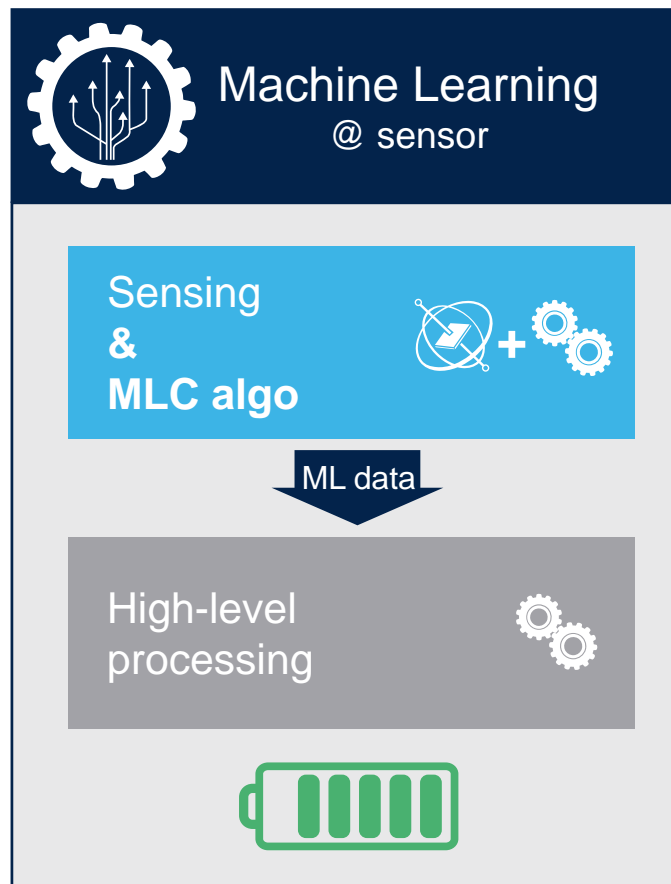 Machine Learning
@ sensor
Sensing
&
MLC algo
ML data
High-level
processing